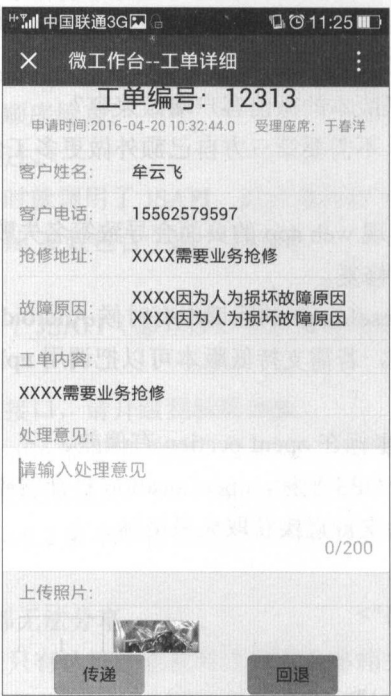 中国联通3G 11:25
微工作台--工单详细
工单编号： 12313
申请时间:2016-04-20 10:32:44.0 受理座席：于春洋
客户姓名： 牟云飞
客户电话： 15562579597
抢修地址： XXXX需要业务抢修
故障原因： XXXX因为人为损坏故障原因
XXXX因为人为损坏故障原因
工单内容：
XXXX需要业务抢修
处理意见：
请输入处理意见
0/200
上传照片：
传递 回退